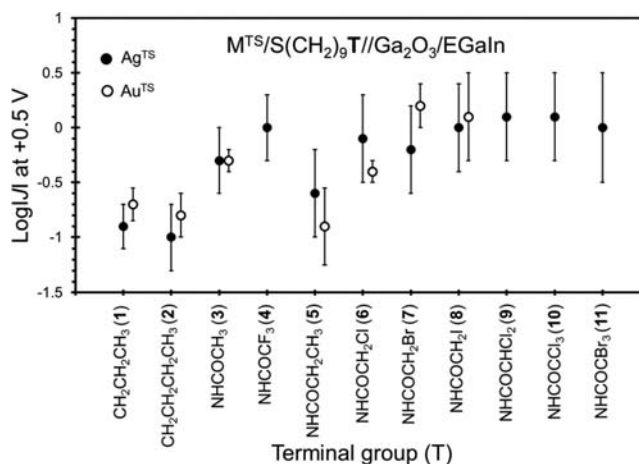 M^TS/S(CH₂)₉T//Ga₂O₃/EGaIn
Ag^TS
Au^TS
Log|J| at +0.5 V
1
0.5
0
-0.5
-1
-1.5
CH₂CH₂CH₃ (1)
CH₂CH₂CH₂CH₃ (2)
NHCOCH₃ (3)
NHCOCF₃ (4)
NHCOCH₂CH₃ (5)
NHCOCH₂Cl (6)
NHCOCH₂Br (7)
NHCOCH₂I (8)
NHCOCHCl₂ (9)
NHCOCCl₃ (10)
NHCOCBr₃ (11)
Terminal group (T)